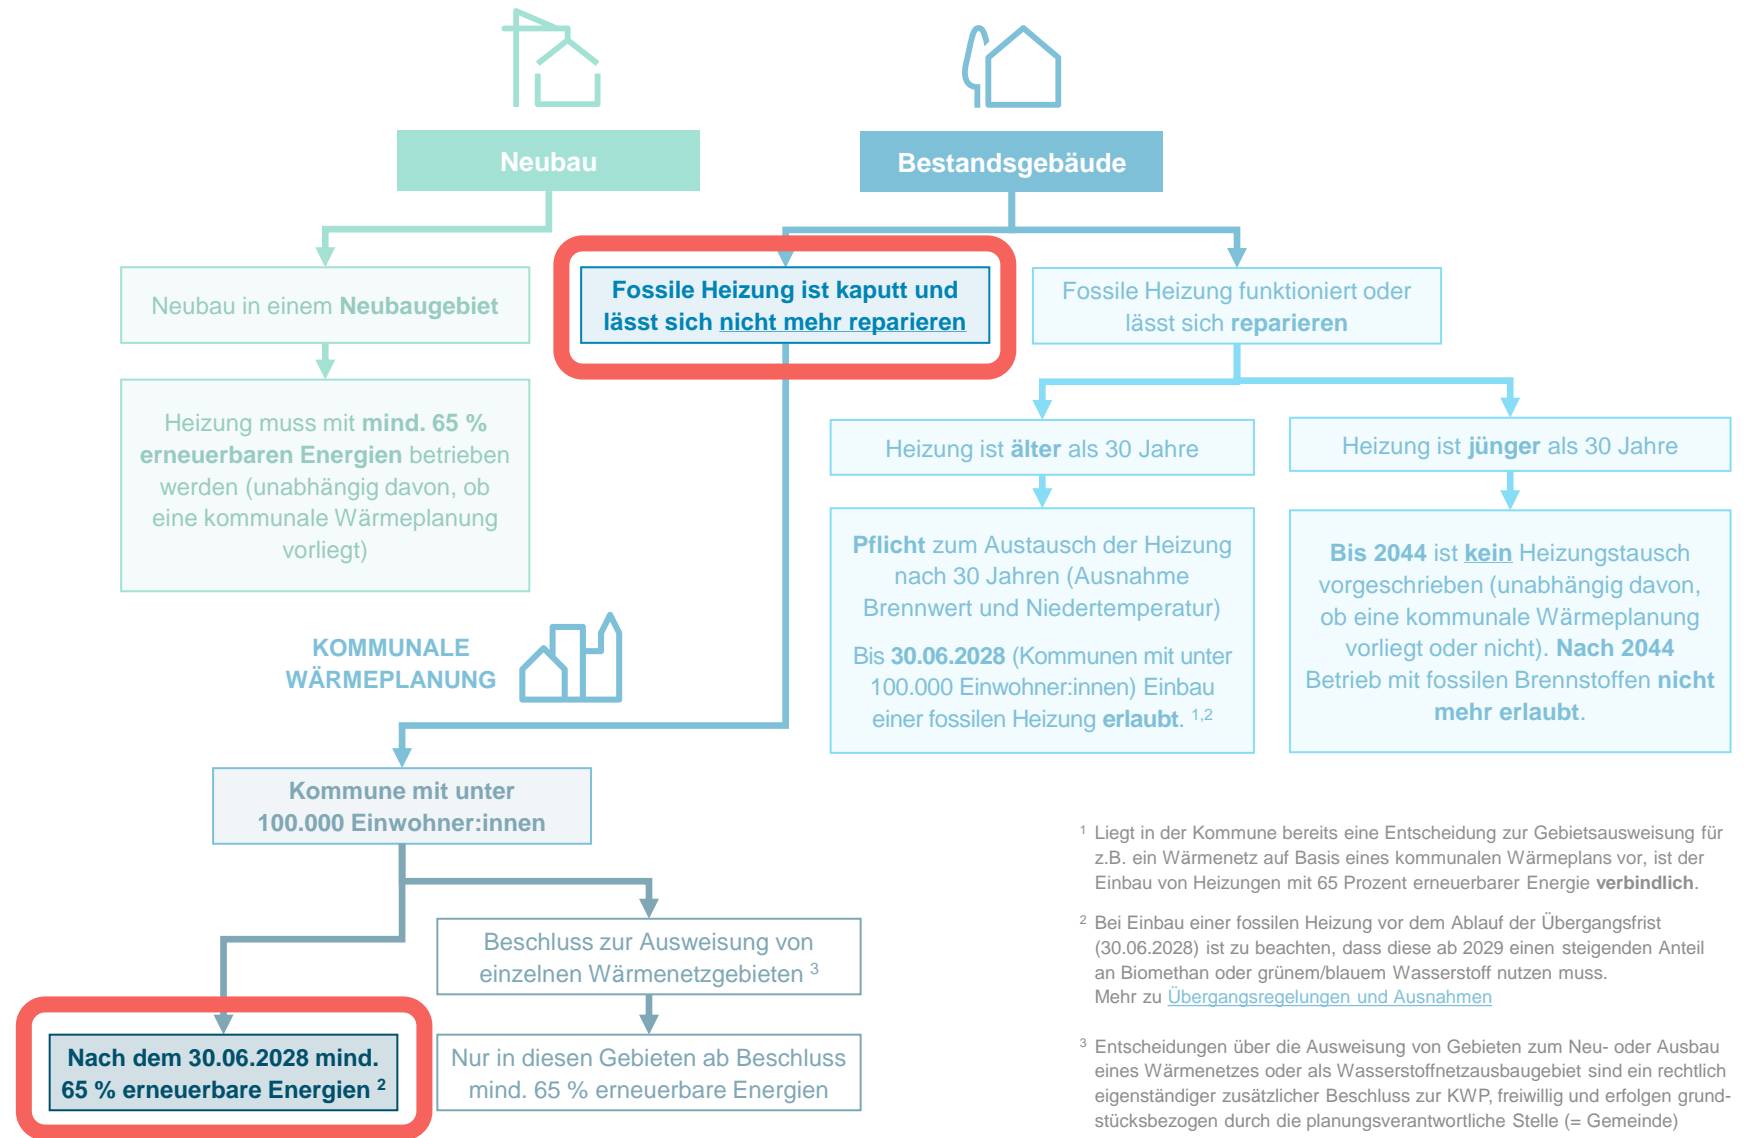 Neubau
Bestandsgebäude
Neubau in einem Neubaugebiet
Fossile Heizung ist kaputt und
lässt sich nicht mehr reparieren
Fossile Heizung funktioniert oder
lässt sich reparieren
Heizung muss mit mind. 65 %
erneuerbaren Energien betrieben
werden (unabhängig davon, ob
eine kommunale Wärmeplanung
vorliegt)
Heizung ist älter als 30 Jahre
Heizung ist jünger als 30 Jahre
Pflicht zum Austausch der Heizung
nach 30 Jahren (Ausnahme
Brennwert und Niedertemperatur)
Bis 30.06.2028 (Kommunen mit unter
100.000 Einwohner:innen) Einbau
einer fossilen Heizung erlaubt. 1,2
Bis 2044 ist kein Heizungstausch
vorgeschrieben (unabhängig davon,
ob eine kommunale Wärmeplanung
vorliegt oder nicht). Nach 2044
Betrieb mit fossilen Brennstoffen nicht
mehr erlaubt.
KOMMUNALE
WÄRMEPLANUNG
Kommune mit unter
100.000 Einwohner:innen
Beschluss zur Ausweisung von
einzelnen Wärmenetzgebieten 3
Nach dem 30.06.2028 mind.
65 % erneuerbare Energien 2
Nur in diesen Gebieten ab Beschluss
mind. 65 % erneuerbare Energien
1 Liegt in der Kommune bereits eine Entscheidung zur Gebietsausweisung für
z.B. ein Wärmenetz auf Basis eines kommunalen Wärmeplans vor, ist der
Einbau von Heizungen mit 65 Prozent erneuerbarer Energie verbindlich.
2 Bei Einbau einer fossilen Heizung vor dem Ablauf der Übergangsfrist
(30.06.2028) ist zu beachten, dass diese ab 2029 einen steigenden Anteil
an Biomethan oder grünem/blauem Wasserstoff nutzen muss.
Mehr zu Übergangsregelungen und Ausnahmen
3 Entscheidungen über die Ausweisung von Gebieten zum Neu- oder Ausbau
eines Wärmenetzes oder als Wasserstoffnetzausbaugebiet sind ein rechtlich
eigenständiger zusätzlicher Beschluss zur KWP, freiwillig und erfolgen grund-
stücksbezogen durch die planungsverantwortliche Stelle (= Gemeinde)